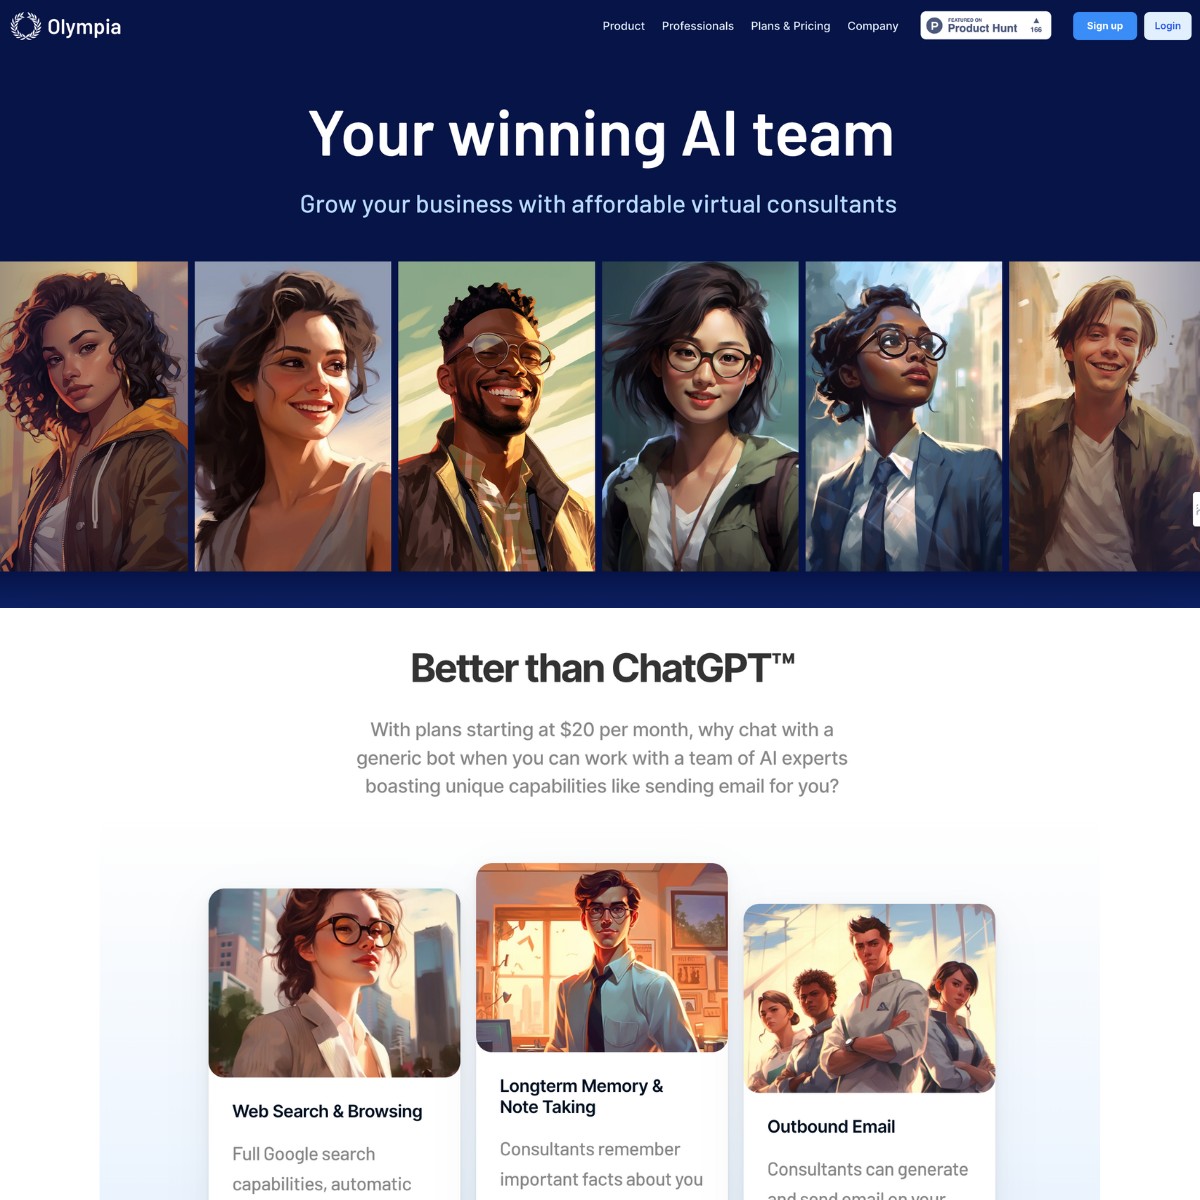 Olympia
Product Professionals Plans & Pricing Company
FEATURED ON
Product Hunt
166
Sign up
Login
Your winning AI team
Grow your business with affordable virtual consultants
Better than ChatGPT™
With plans starting at $20 per month, why chat with a
generic bot when you can work with a team of AI experts
boasting unique capabilities like sending email for you?
Web Search & Browsing
Full Google search
capabilities, automatic
Longterm Memory &
Note Taking
Consultants remember
important facts about you
Outbound Email
Consultants can generate
and send email on your